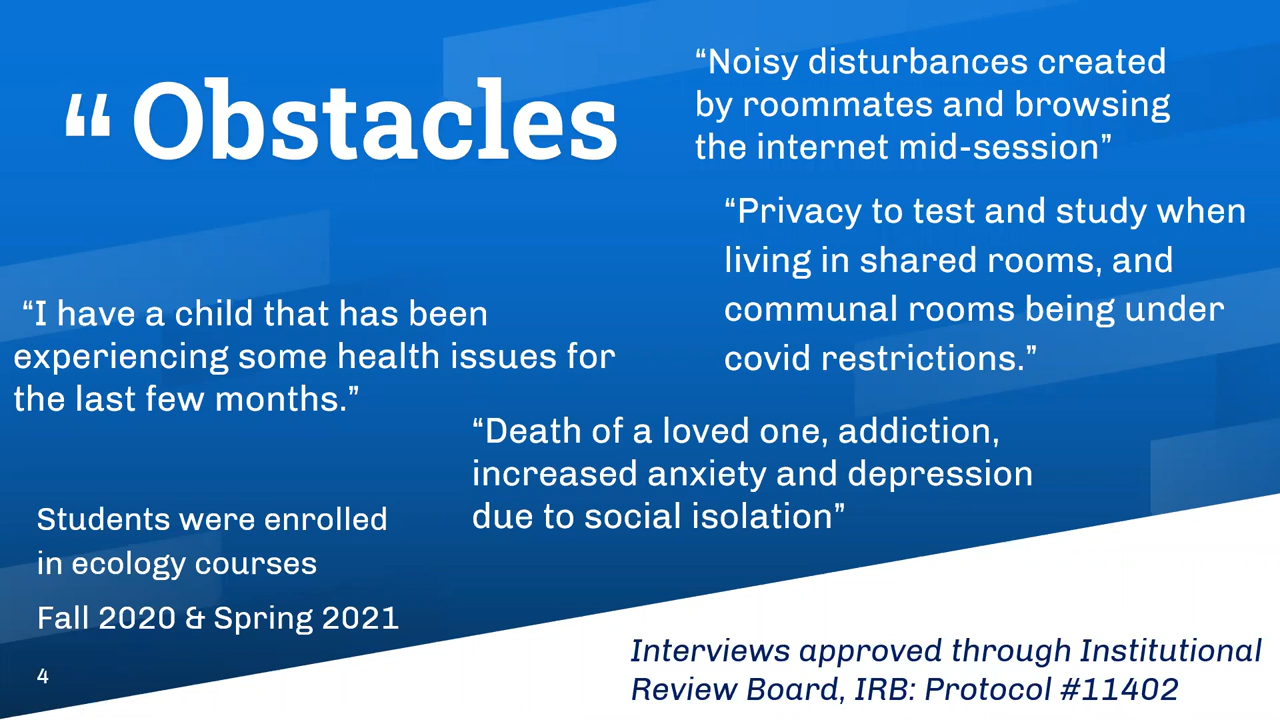 “ Obstacles
“Noisy disturbances created
by roommates and browsing
the internet mid-session”
“Privacy to test and study when
living in shared rooms, and
communal rooms being under
covid restrictions.”
“I have a child that has been
experiencing some health issues for
the last few months.”
“Death of a loved one, addiction,
increased anxiety and depression
due to social isolation”
Students were enrolled
in ecology courses
Fall 2020 & Spring 2021
Interviews approved through Institutional
Review Board, IRB: Protocol #11402
4